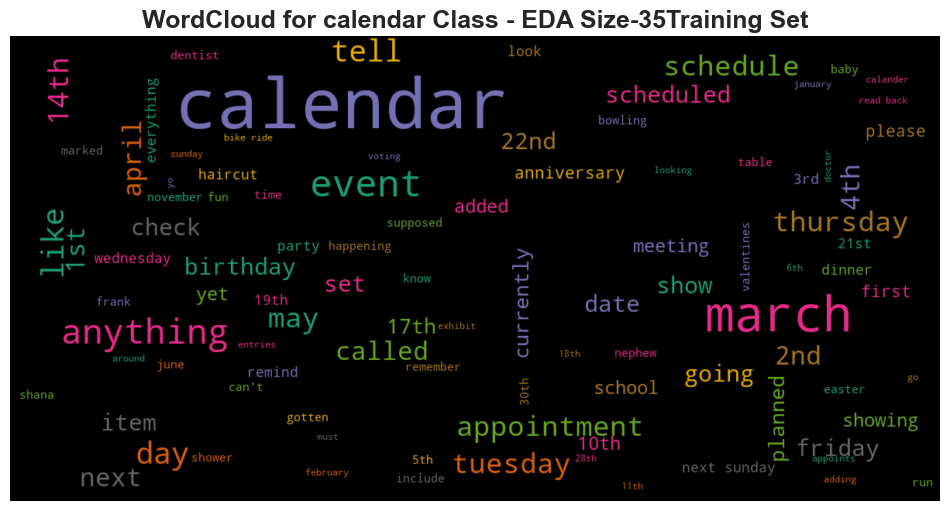 WordCloud for calendar Class - EDA Size-35Training Set
tell
look
dentist
schedule
baby
calander
january
14th
calendar
scheduled
read back
everything
bowling
please
april
bike ride
22nd
marked
sunday
voting
table
doctor
haircut
anniversary
looking
3rd
4th
yo
event
november
fun
time
added
like
1st
check
supposed
thursday
party
happening
meeting
valentines
21st
wednesday
birthday
currently
know
show
6th
dinner
set
yet
19th
date
first
frank
may
17th
exhibit
march
anything
entries
called
18th
nephew
2nd
around
june
remind
remember
going
go
can't
30th
school
planned
easter
shana
gotten
item
appointment
showing
must
10th
friday
day
shower
5th
tuesday
28th
appoints
next
february
include
next sunday
11th
adding
run